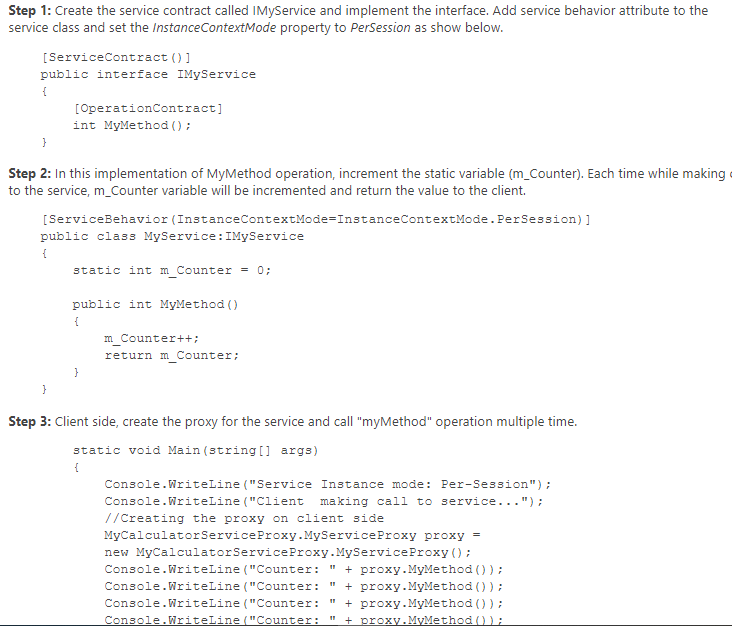 Step 1: Create the service contract called IMyService and implement the interface. Add service behavior attribute to the
service class and set the InstanceContextMode property to PerSession as show below.
[ServiceContract()]
public interface IMyService
{
[OperationContract]
int MyMethod();
}
Step 2: In this implementation of MyMethod operation, increment the static variable (m_Counter). Each time while making
to the service, m_Counter variable will be incremented and return the value to the client.
[ServiceBehavior(InstanceContextMode=InstanceContextMode.PerSession)]
public class MyService:IMyService
{
static int m_Counter = 0;
public int MyMethod()
{
m_Counter++;
return m_Counter;
}
}
Step 3: Client side, create the proxy for the service and call "myMethod" operation multiple time.
static void Main(string[] args)
{
Console.WriteLine("Service Instance mode: Per-Session");
Console.WriteLine("Client  making call to service...");
//Creating the proxy on client side
MyCalculatorServiceProxy.MyServiceProxy proxy =
new MyCalculatorServiceProxy.MyServiceProxy();
Console.WriteLine("Counter: " + proxy.MyMethod());
Console.WriteLine("Counter: " + proxy.MyMethod());
Console.WriteLine("Counter: " + proxy.MyMethod());
Console.WriteLine("Counter: " + proxy.MyMethod());